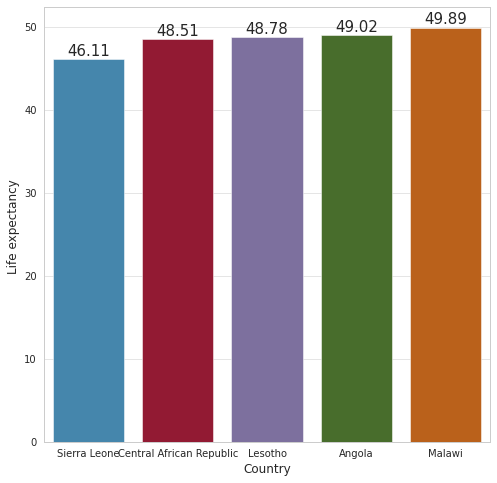 46.11 48.51 48.78 49.02 49.89
50
40
30
20
10
0
Life expectancy
Sierra Leone Central African Republic Lesotho Angola Malawi
Country